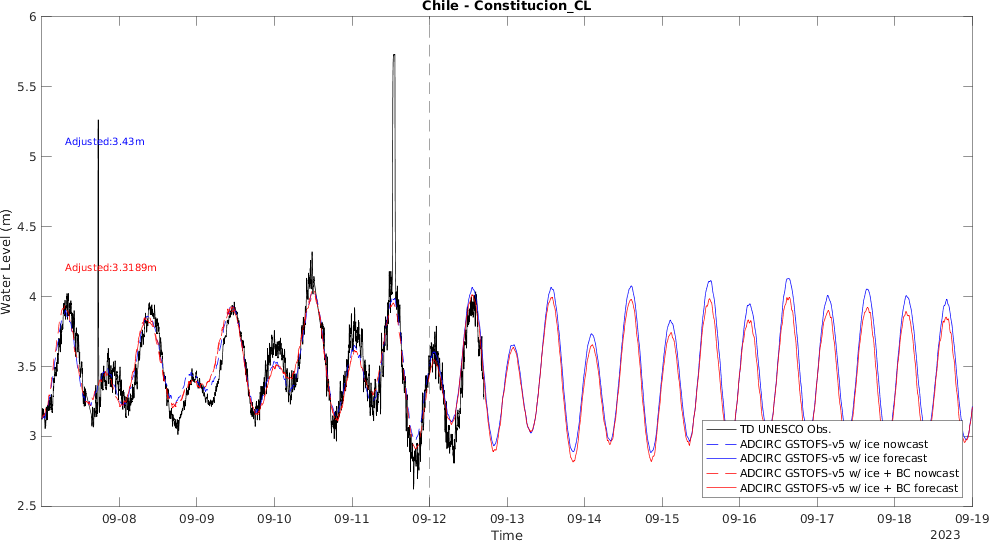 Chile - Constitucion_CL
6
5.5
5
4.5
4
3.5
3
2.5
Water Level (m)
Adjusted:3.43m
Adjusted:3.3189m
TD UNESCO Obs.
ADCIRC GSTOFS-v5 w/ ice nowcast
ADCIRC GSTOFS-v5 w/ ice forecast
ADCIRC GSTOFS-v5 w/ ice + BC nowcast
ADCIRC GSTOFS-v5 w/ ice + BC forecast
09-08 09-09 09-10 09-11 09-12 09-13 09-14 09-15 09-16 09-17 09-18 09-19
Time
2023